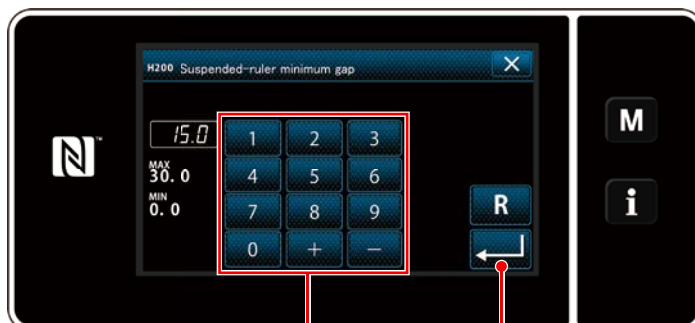 H200 Suspended-ruler minimum gap
15.0
MAX
30.0
MIN
0.0
1 2 3
4 5 6
7 8 9
0 + −
R
M
i
N™